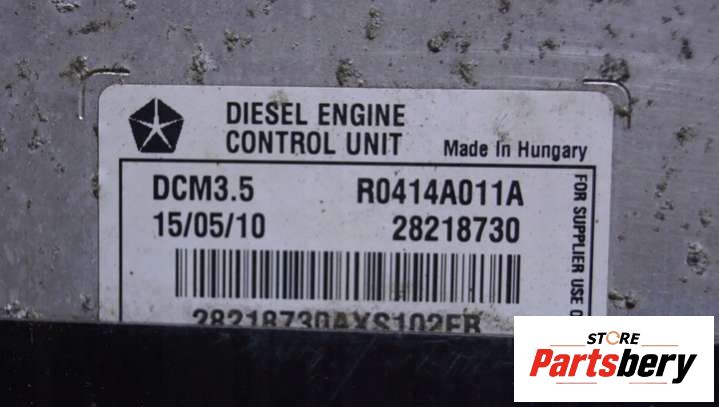 DIESEL ENGINE
CONTROL UNIT
Made In Hungary
DCM3.5
R0414A011A
15/05/10
28218730
FOR SUPPLIER USE O
28218730AXS102FR
STORE
Partsbery